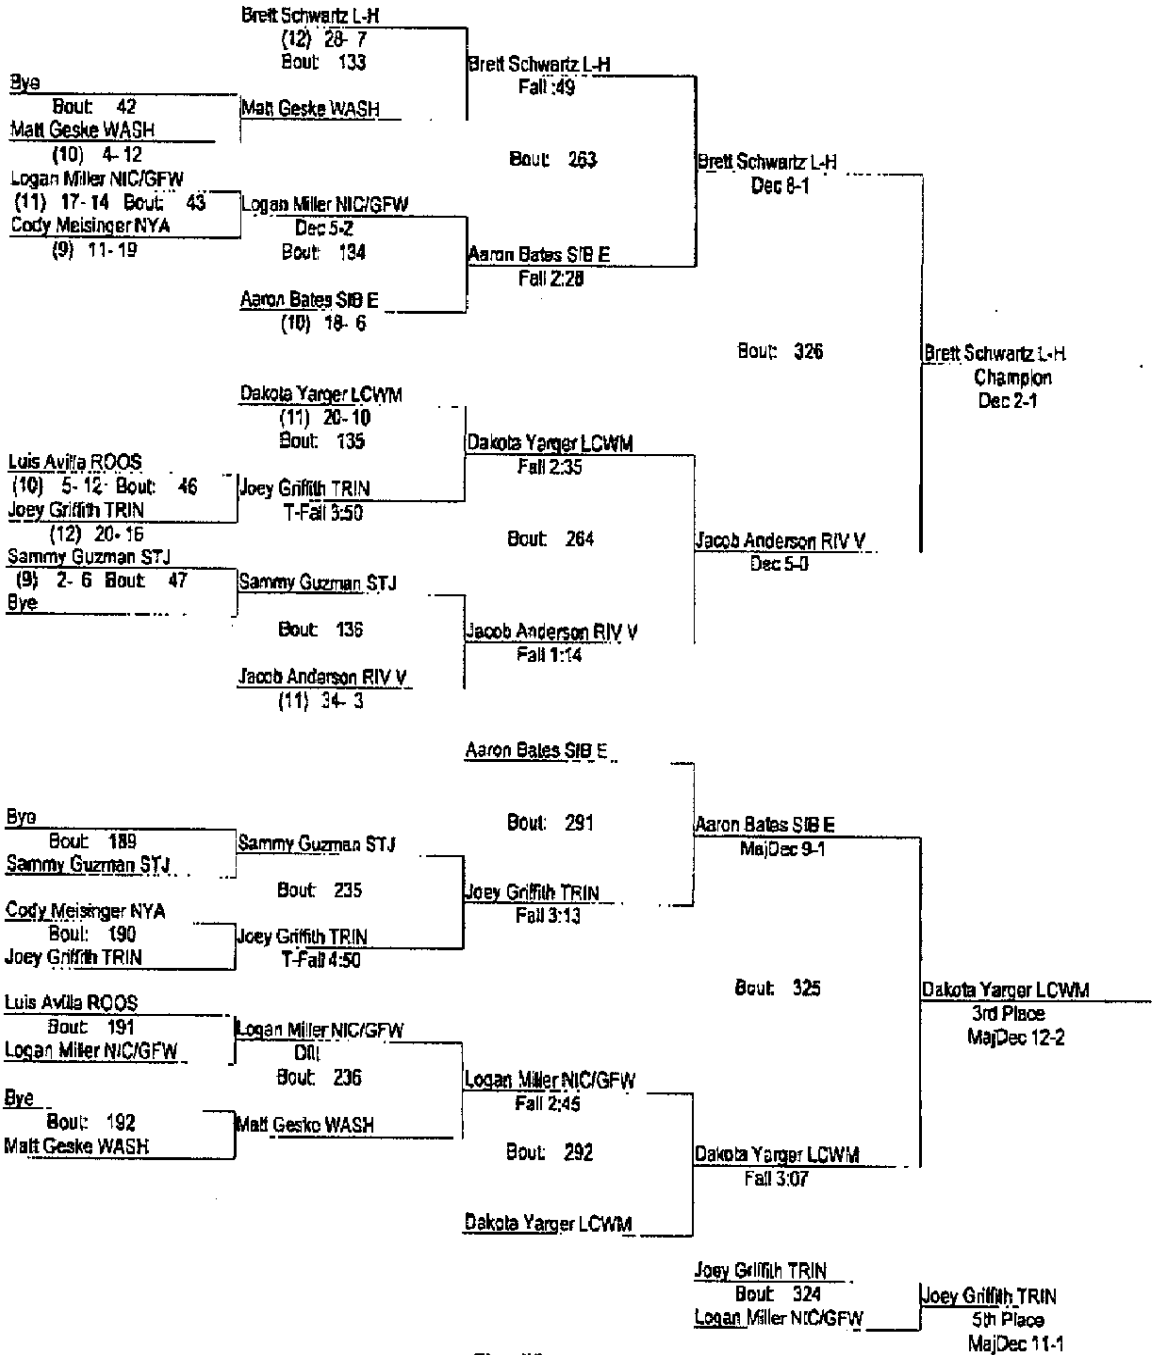 Brett Schwartz L-H
(12) 28- 7
Bout: 133
Brett Schwartz L-H
Fall :49
Bye
Bout: 42
Matt Geske WASH
Matt Geske WASH
(10) 4- 12
Bout: 263
Brett Schwartz L-H
Dec 8-1
Logan Miller NIC/GFW
(11) 17- 14 Bout: 43
Logan Miller NIC/GFW
Dec 5-2
Cody Meisinger NYA
(9) 11- 19
Bout: 134
Aaron Bates SIB E
Fall 2:28
Aaron Bates SIB E
(10) 18- 6
Bout: 326
Brett Schwartz L-H
Champion
Dec 2-1
Dakota Yarger LCWM
(11) 20- 10
Bout: 135
Dakota Yarger LCWM
Fall 2:35
Luis Avilla ROOS
(10) 5- 12 Bout: 46
Joey Griffith TRIN
T-Fall 3:50
Joey Griffith TRIN
(12) 20- 16
Bout: 264
Jacob Anderson RIV V
Dec 5-0
Sammy Guzman STJ
(9) 2- 6 Bout: 47
Sammy Guzman STJ
Bye
Bout: 136
Jacob Anderson RIV V
Fall 1:14
Jacob Anderson RIV V
(11) 34- 3
Aaron Bates SIB E
Bye
Bout: 189
Sammy Guzman STJ
Sammy Guzman STJ
Bout: 291
Aaron Bates SIB E
MajDec 9-1
Bout: 235
Joey Griffith TRIN
Fall 3:13
Cody Meisinger NYA
Bout: 190
Joey Griffith TRIN
Joey Griffith TRIN
T-Fall 4:50
Bout: 325
Dakota Yarger LCWM
3rd Place
MajDec 12-2
Luis Avilla ROOS
Bout: 191
Logan Miller NIC/GFW
Logan Miller NIC/GFW
Bout: 236
Logan Miller NIC/GFW
Fall 2:45
Bye
Bout: 192
Matt Geske WASH
Matt Geske WASH
Bout: 292
Dakota Yarger LCWM
Fall 3:07
Dakota Yarger LCWM
Joey Griffith TRIN
Bout: 324
Logan Miller NIC/GFW
Joey Griffith TRIN
5th Place
MajDec 11-1